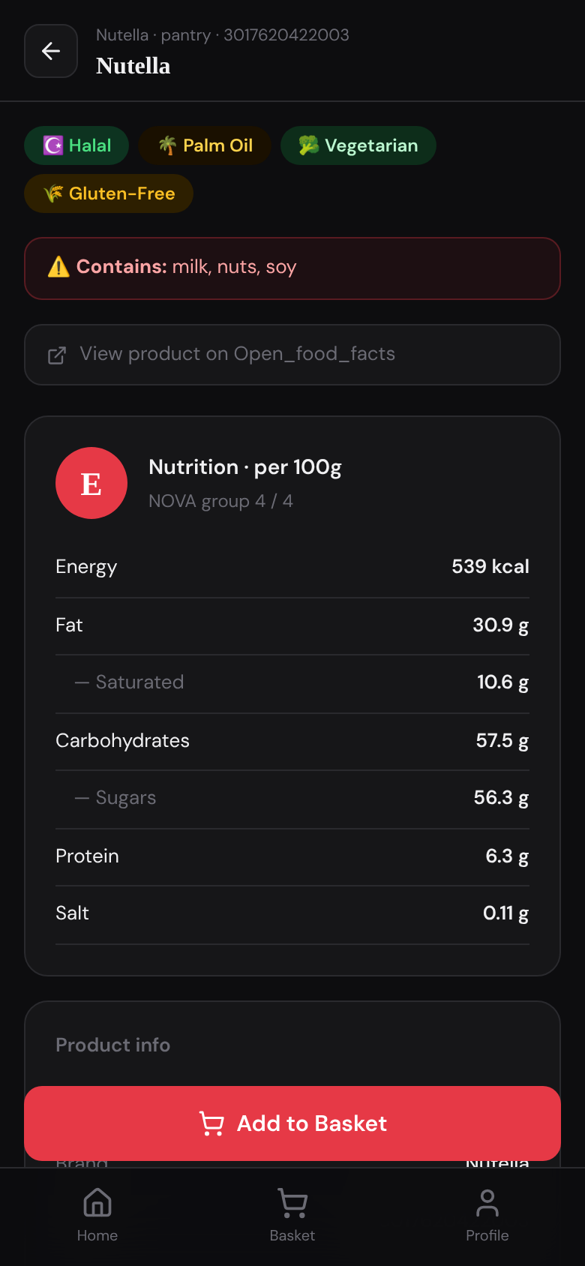 Nutella · pantry · 3017620422003
Nutella
Halal
Palm Oil
Vegetarian
Gluten-Free
Contains: milk, nuts, soy
View product on Open_food_facts
E
Nutrition · per 100g
NOVA group 4 / 4
Energy 539 kcal
Fat 30.9 g
— Saturated 10.6 g
Carbohydrates 57.5 g
— Sugars 56.3 g
Protein 6.3 g
Salt 0.11 g
Product info
Add to Basket
Brand Nutella
Home Basket Profile